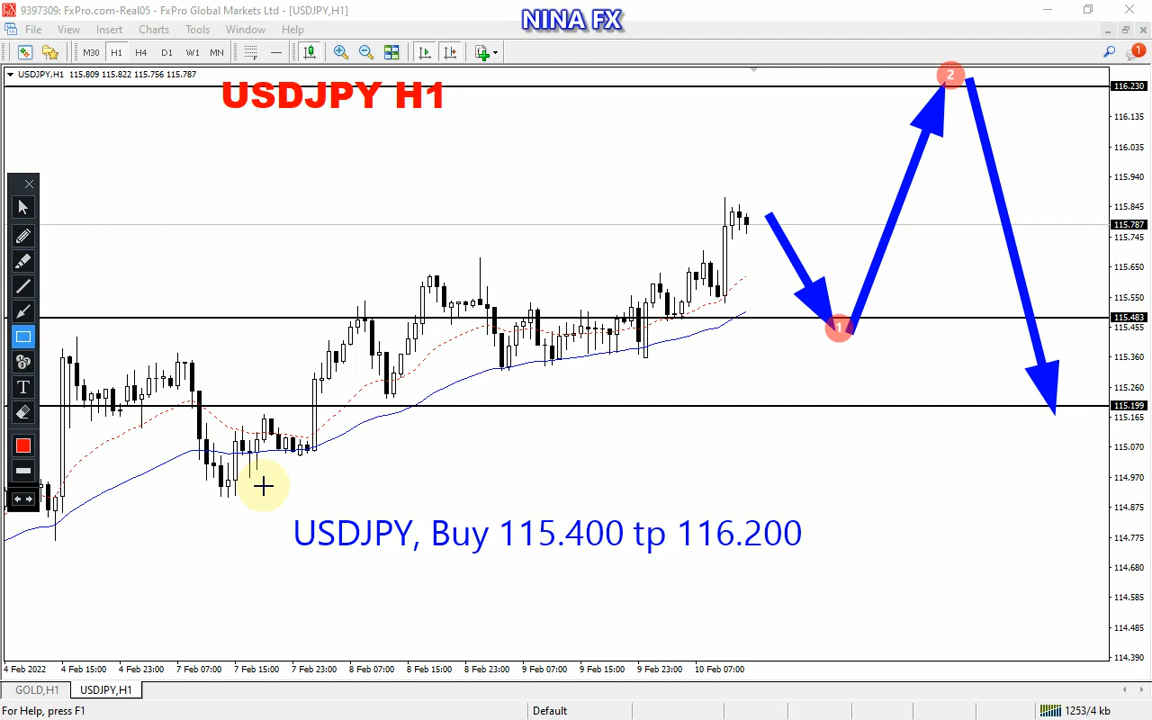 9397309: FxPro.com-Real05 - FxPro Global Markets Ltd - [USDJPY,H1]
NINA FX
File View Insert Charts Tools Window Help
M30 H1 H4 D1 W1 MN
1
USDJPY,H1 115.809 115.822 115.756 115.787
USDJPY H1
2
116.230
116.135
116.035
115.940
115.845
115.787
115.745
115.650
115.550
115.483
1
115.455
115.360
115.260
115.199
115.165
115.070
114.970
114.875
114.775
114.680
114.585
114.485
114.390
T
USDJPY, Buy 115.400 tp 116.200
4 Feb 2022 4 Feb 15:00 4 Feb 23:00 7 Feb 07:00 7 Feb 15:00 7 Feb 23:00 8 Feb 07:00 8 Feb 15:00 8 Feb 23:00 9 Feb 07:00 9 Feb 15:00 9 Feb 23:00 10 Feb 07:00
GOLD,H1 USDJPY,H1
For Help, press F1 Default 1253/4 kb